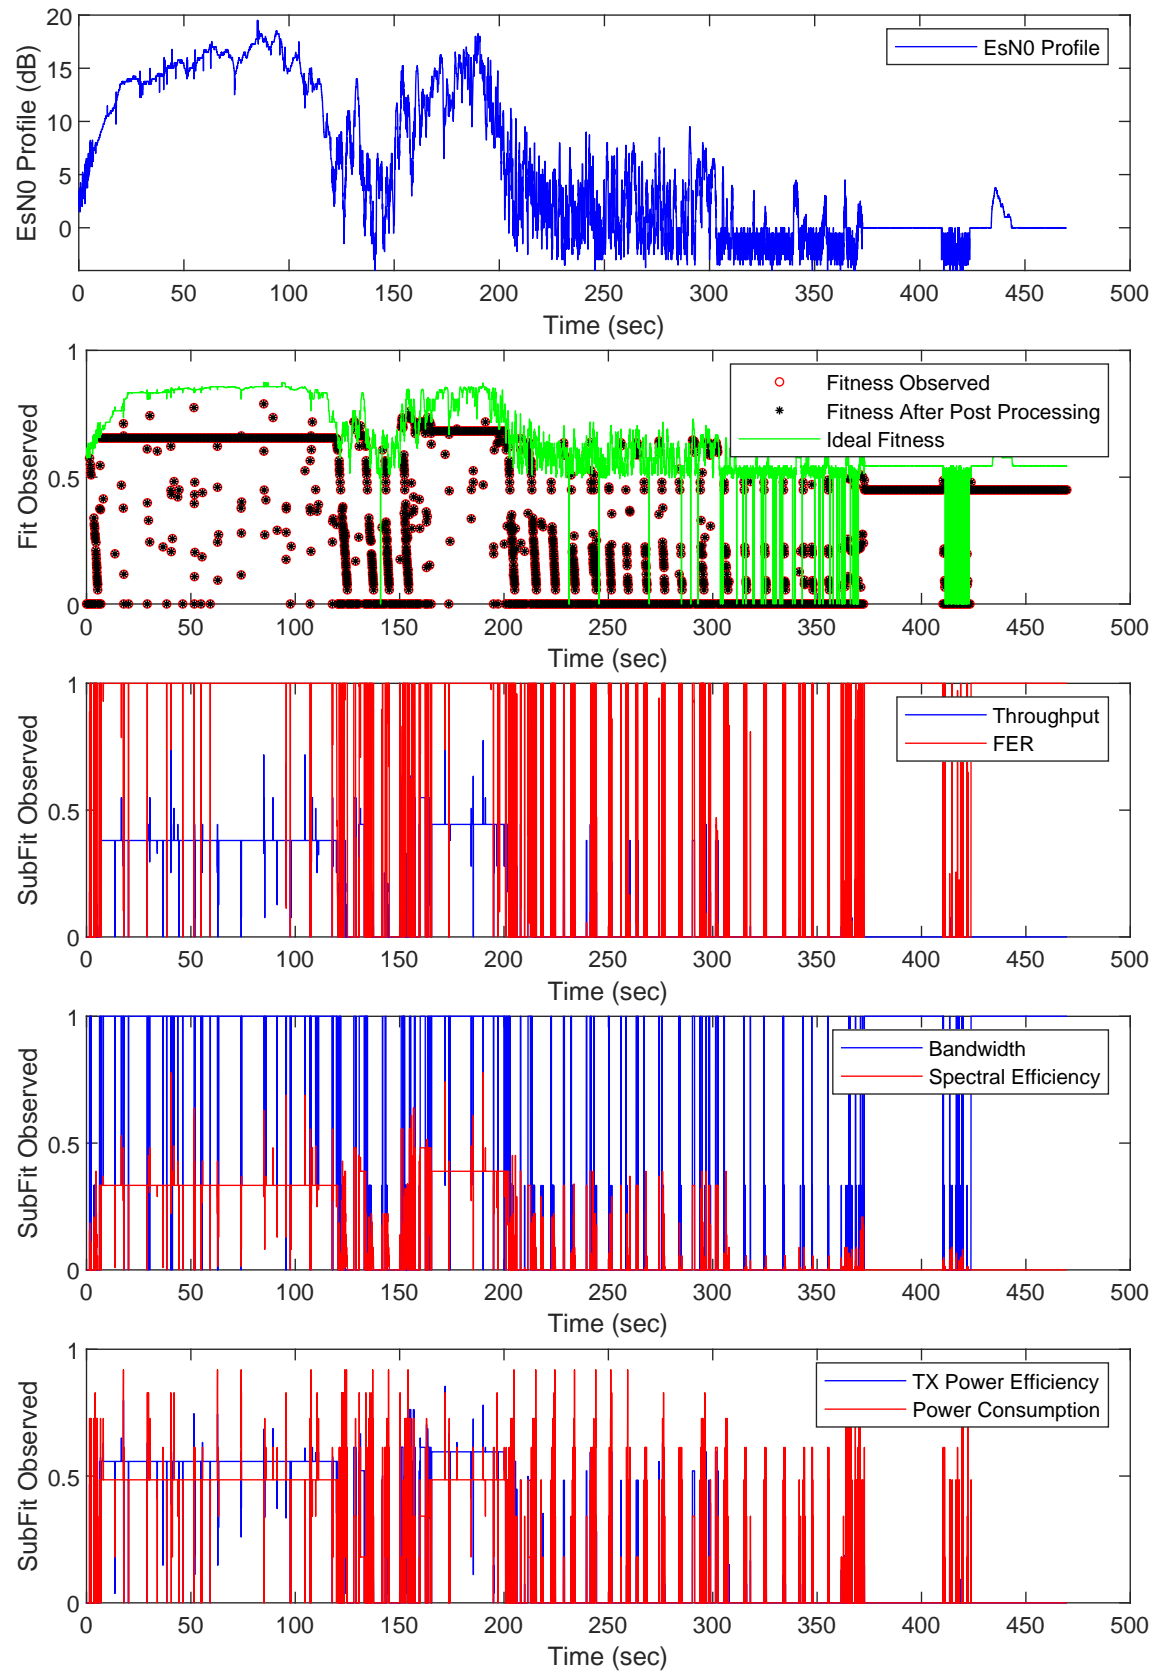 20
15
10
5
0
EsN0 Profile (dB)
EsN0 Profile
0 50 100 150 200 250 300 350 400 450 500
Time (sec)
1
0.5
0
Fit Observed
Fitness Observed
Fitness After Post Processing
Ideal Fitness
0 50 100 150 200 250 300 350 400 450 500
Time (sec)
1
0.5
0
SubFit Observed
Throughput
FER
0 50 100 150 200 250 300 350 400 450 500
Time (sec)
1
0.5
0
SubFit Observed
Bandwidth
Spectral Efficiency
0 50 100 150 200 250 300 350 400 450 500
Time (sec)
1
0.5
0
SubFit Observed
TX Power Efficiency
Power Consumption
0 50 100 150 200 250 300 350 400 450 500
Time (sec)